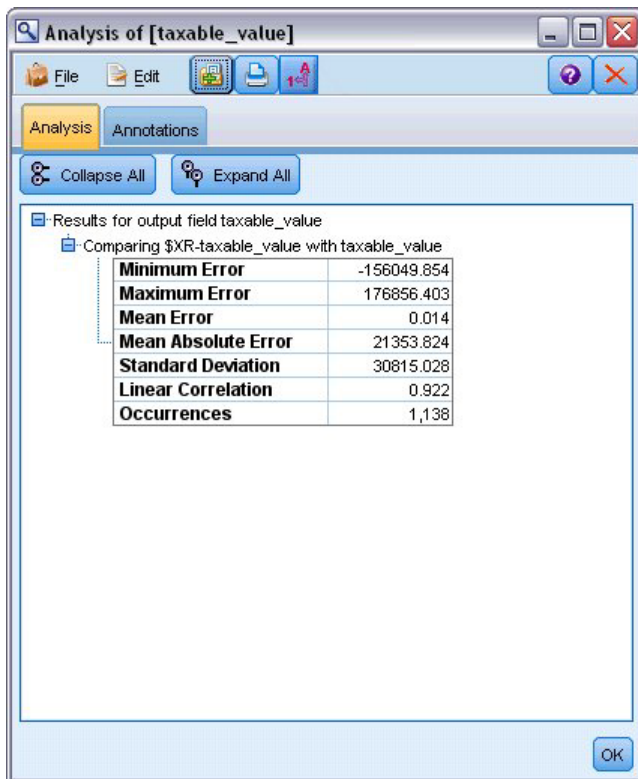 Analysis of [taxable_value]
File Edit
Analysis Annotations
Collapse All Expand All
Results for output field taxable_value
Comparing $XR-taxable_value with taxable_value
Minimum Error -156049.854
Maximum Error 176856.403
Mean Error 0.014
Mean Absolute Error 21353.824
Standard Deviation 30815.028
Linear Correlation 0.922
Occurrences 1,138
OK